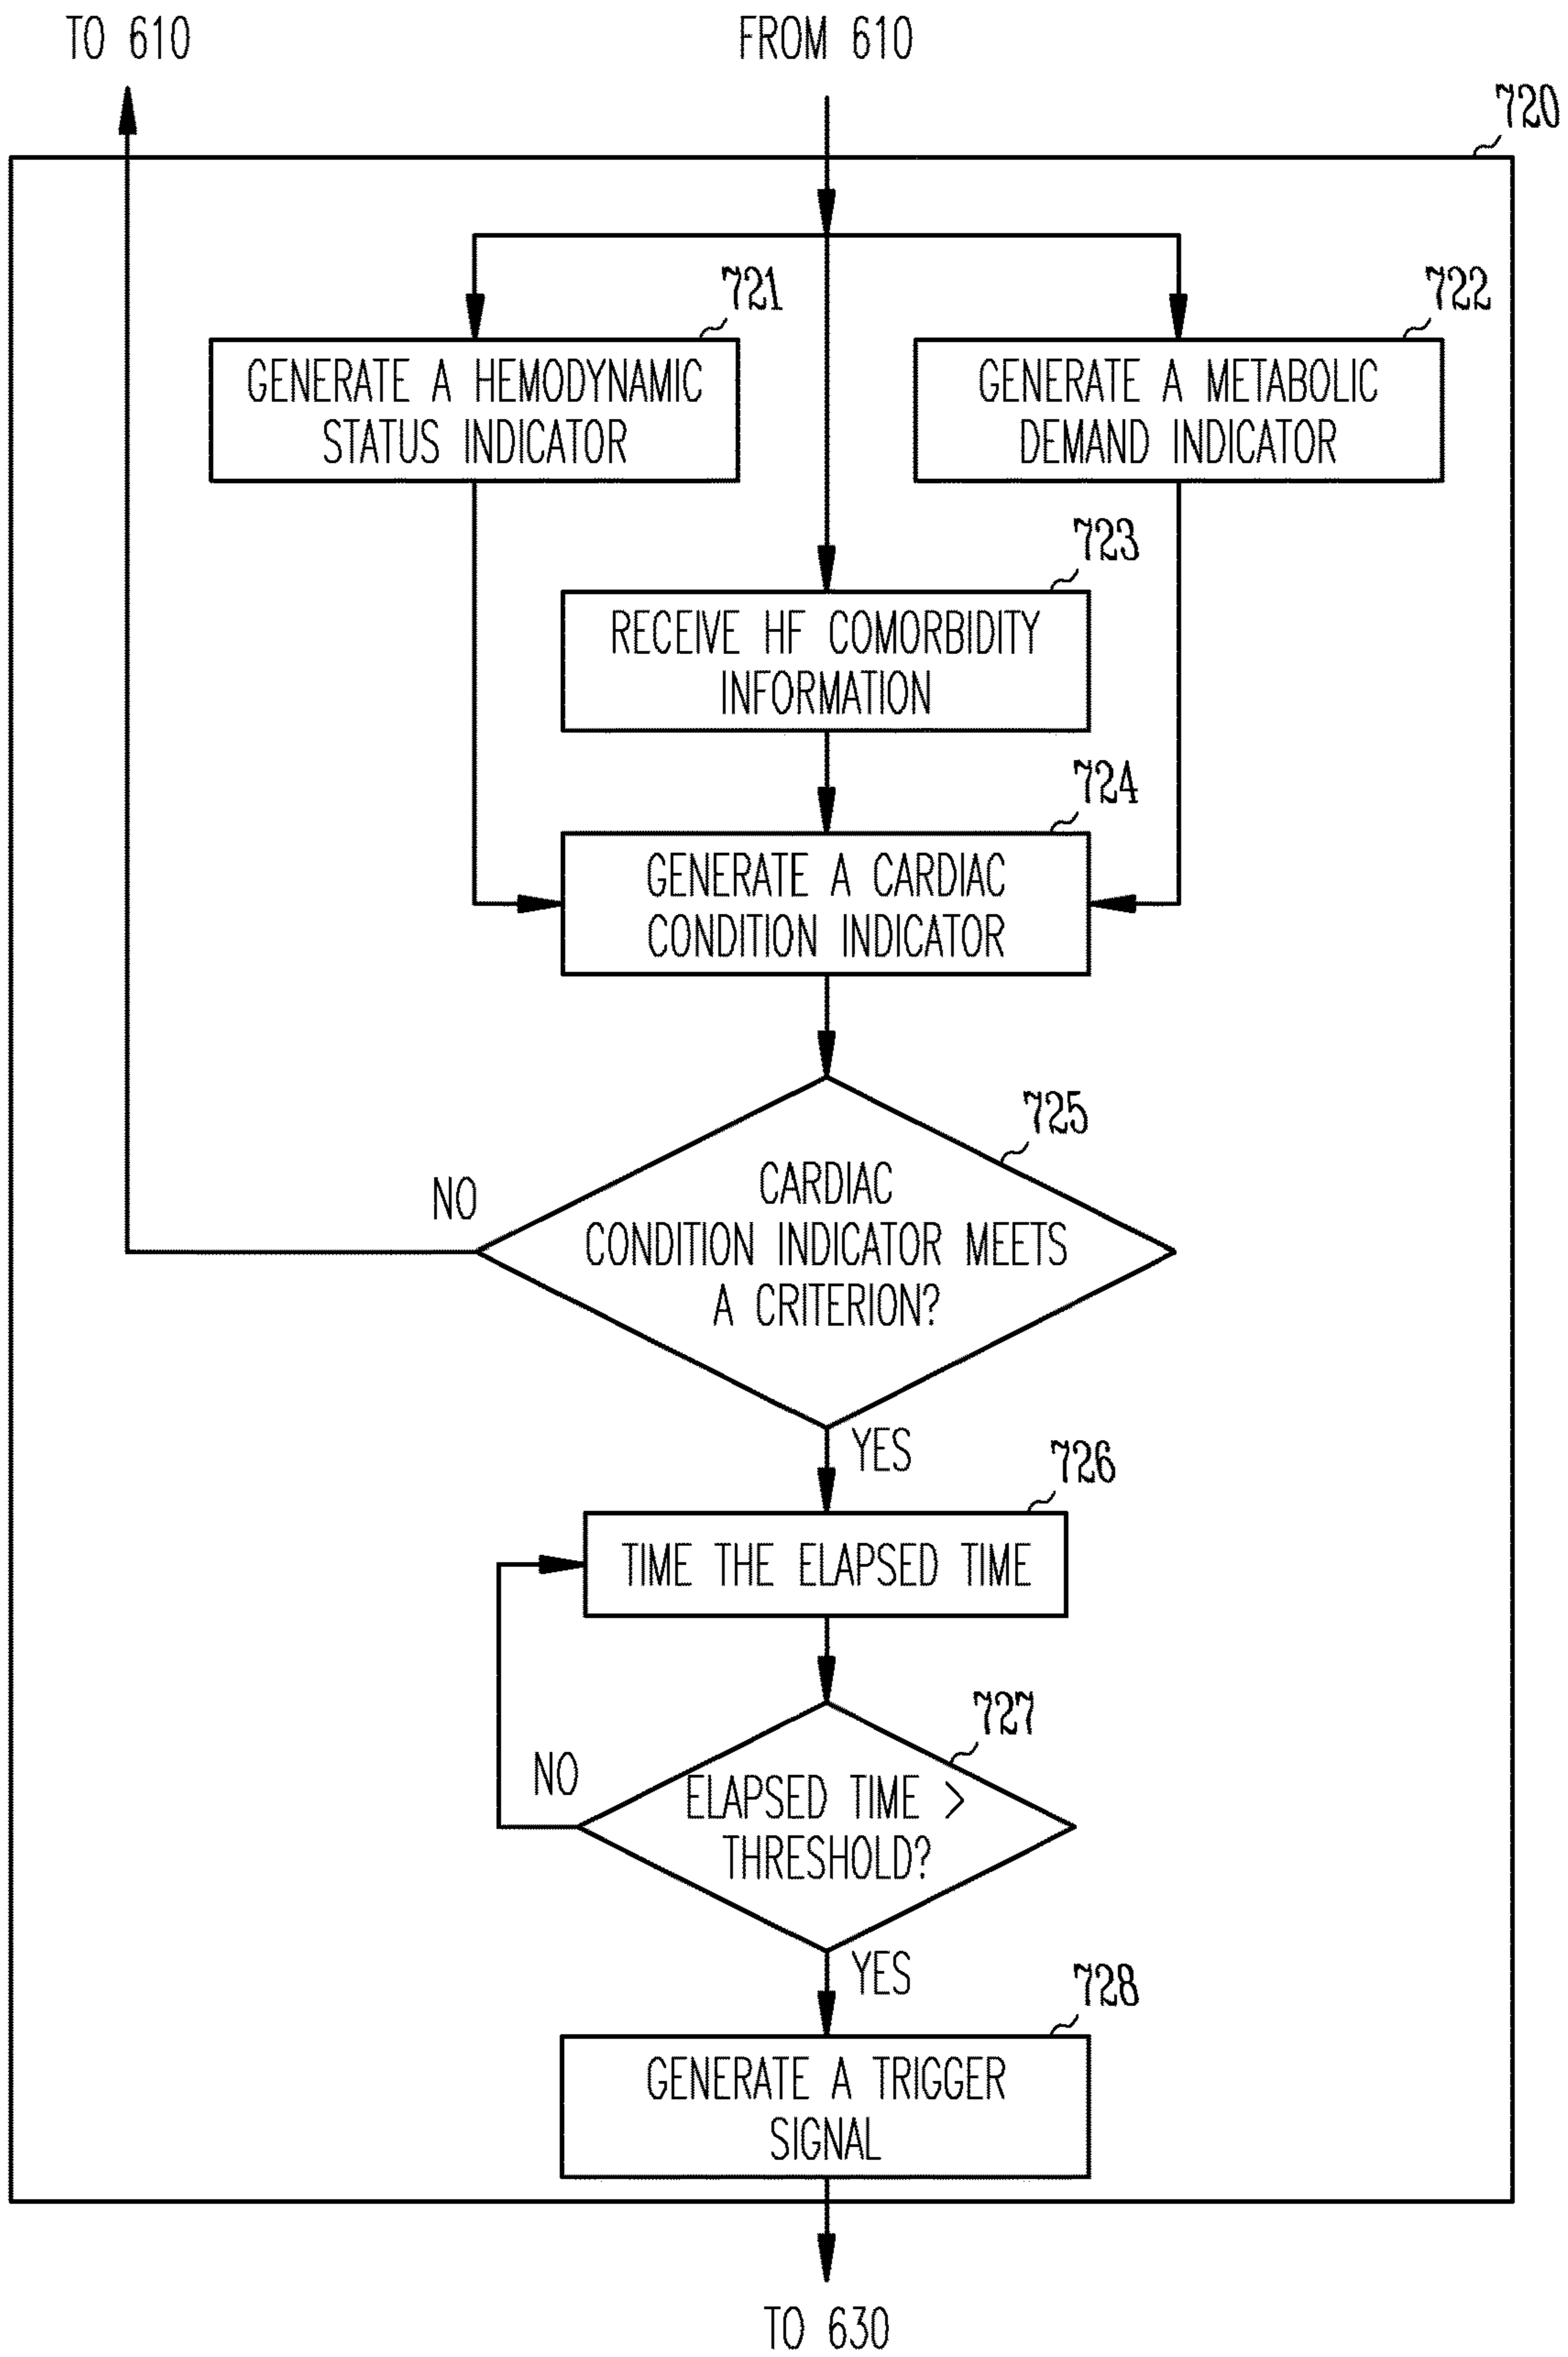 TO 610
FROM 610
720
721
722
GENERATE A HEMODYNAMIC
STATUS INDICATOR
GENERATE A METABOLIC
DEMAND INDICATOR
723
RECEIVE HF COMORBIDITY
INFORMATION
724
GENERATE A CARDIAC
CONDITION INDICATOR
725
CARDIAC
CONDITION INDICATOR MEETS
A CRITERION?
NO
YES
726
TIME THE ELAPSED TIME
727
NO
ELAPSED TIME >
THRESHOLD?
YES
728
GENERATE A TRIGGER
SIGNAL
TO 630